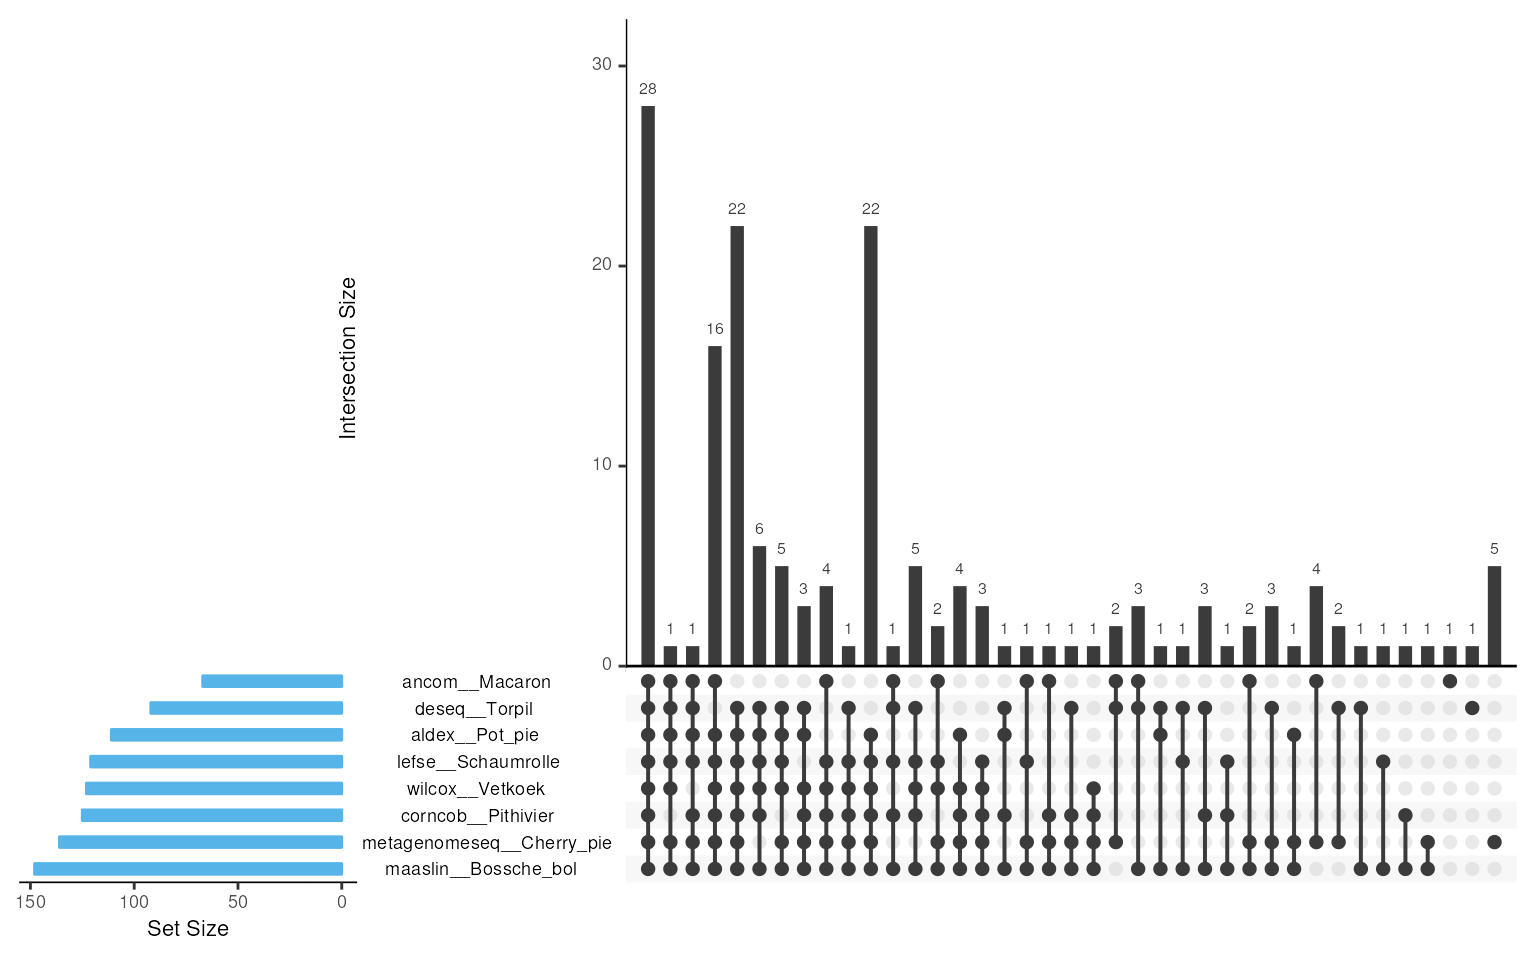 30
20
10
0
Intersection Size
28 1 1 16 22 6 5 3 4 1 22 1 5 2 4 3 1 1 1 1 1 2 3 1 1 3 1 2 3 1 4 2 1 1 1 1 1 1 5
ancom__Macaron
deseq__Torpil
aldex__Pot_pie
lefse__Schaumrolle
wilcox__Vetkoek
corncob__Pithivier
metagenomeseq__Cherry_pie
maaslin__Bossche_bol
150 100 50 0
Set Size